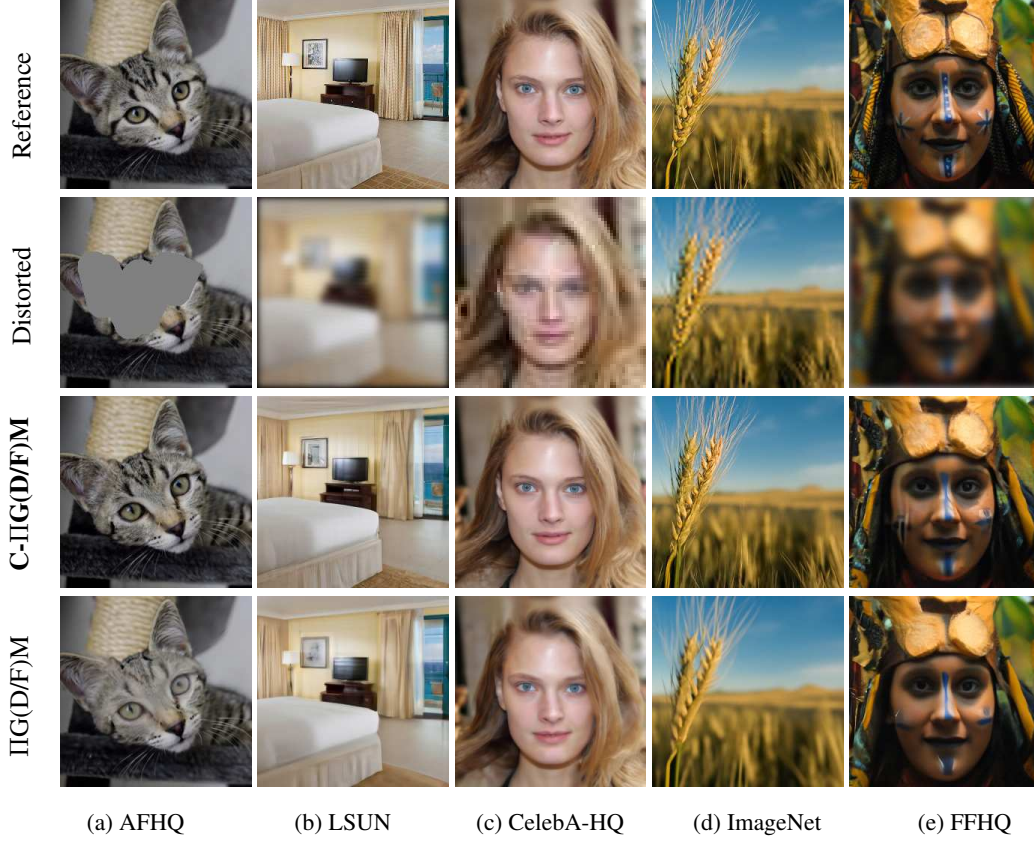 Reference
Distorted
C-ΠG(D/F)M
ΠG(D/F)M
(a) AFHQ
(b) LSUN
(c) CelebA-HQ
(d) ImageNet
(e) FFHQ